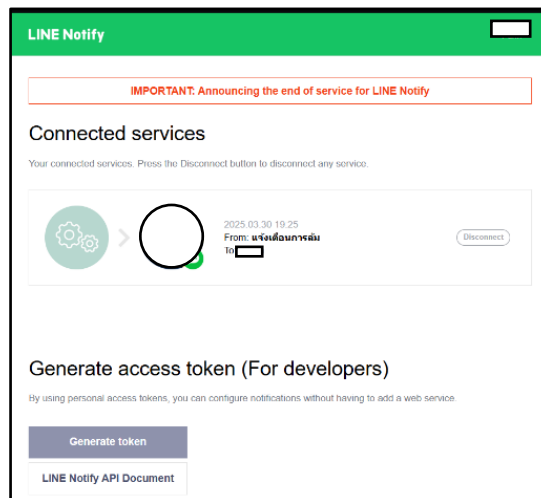 LINE Notify
IMPORTANT: Announcing the end of service for LINE Notify
Connected services
Your connected services. Press the Disconnect button to disconnect any service.
2025.03.30 19.25
From: แจ้งเตือนการล้ม
To
Disconnect
Generate access token (For developers)
By using personal access tokens, you can configure notifications without having to add a web service.
Generate token
LINE Notify API Document